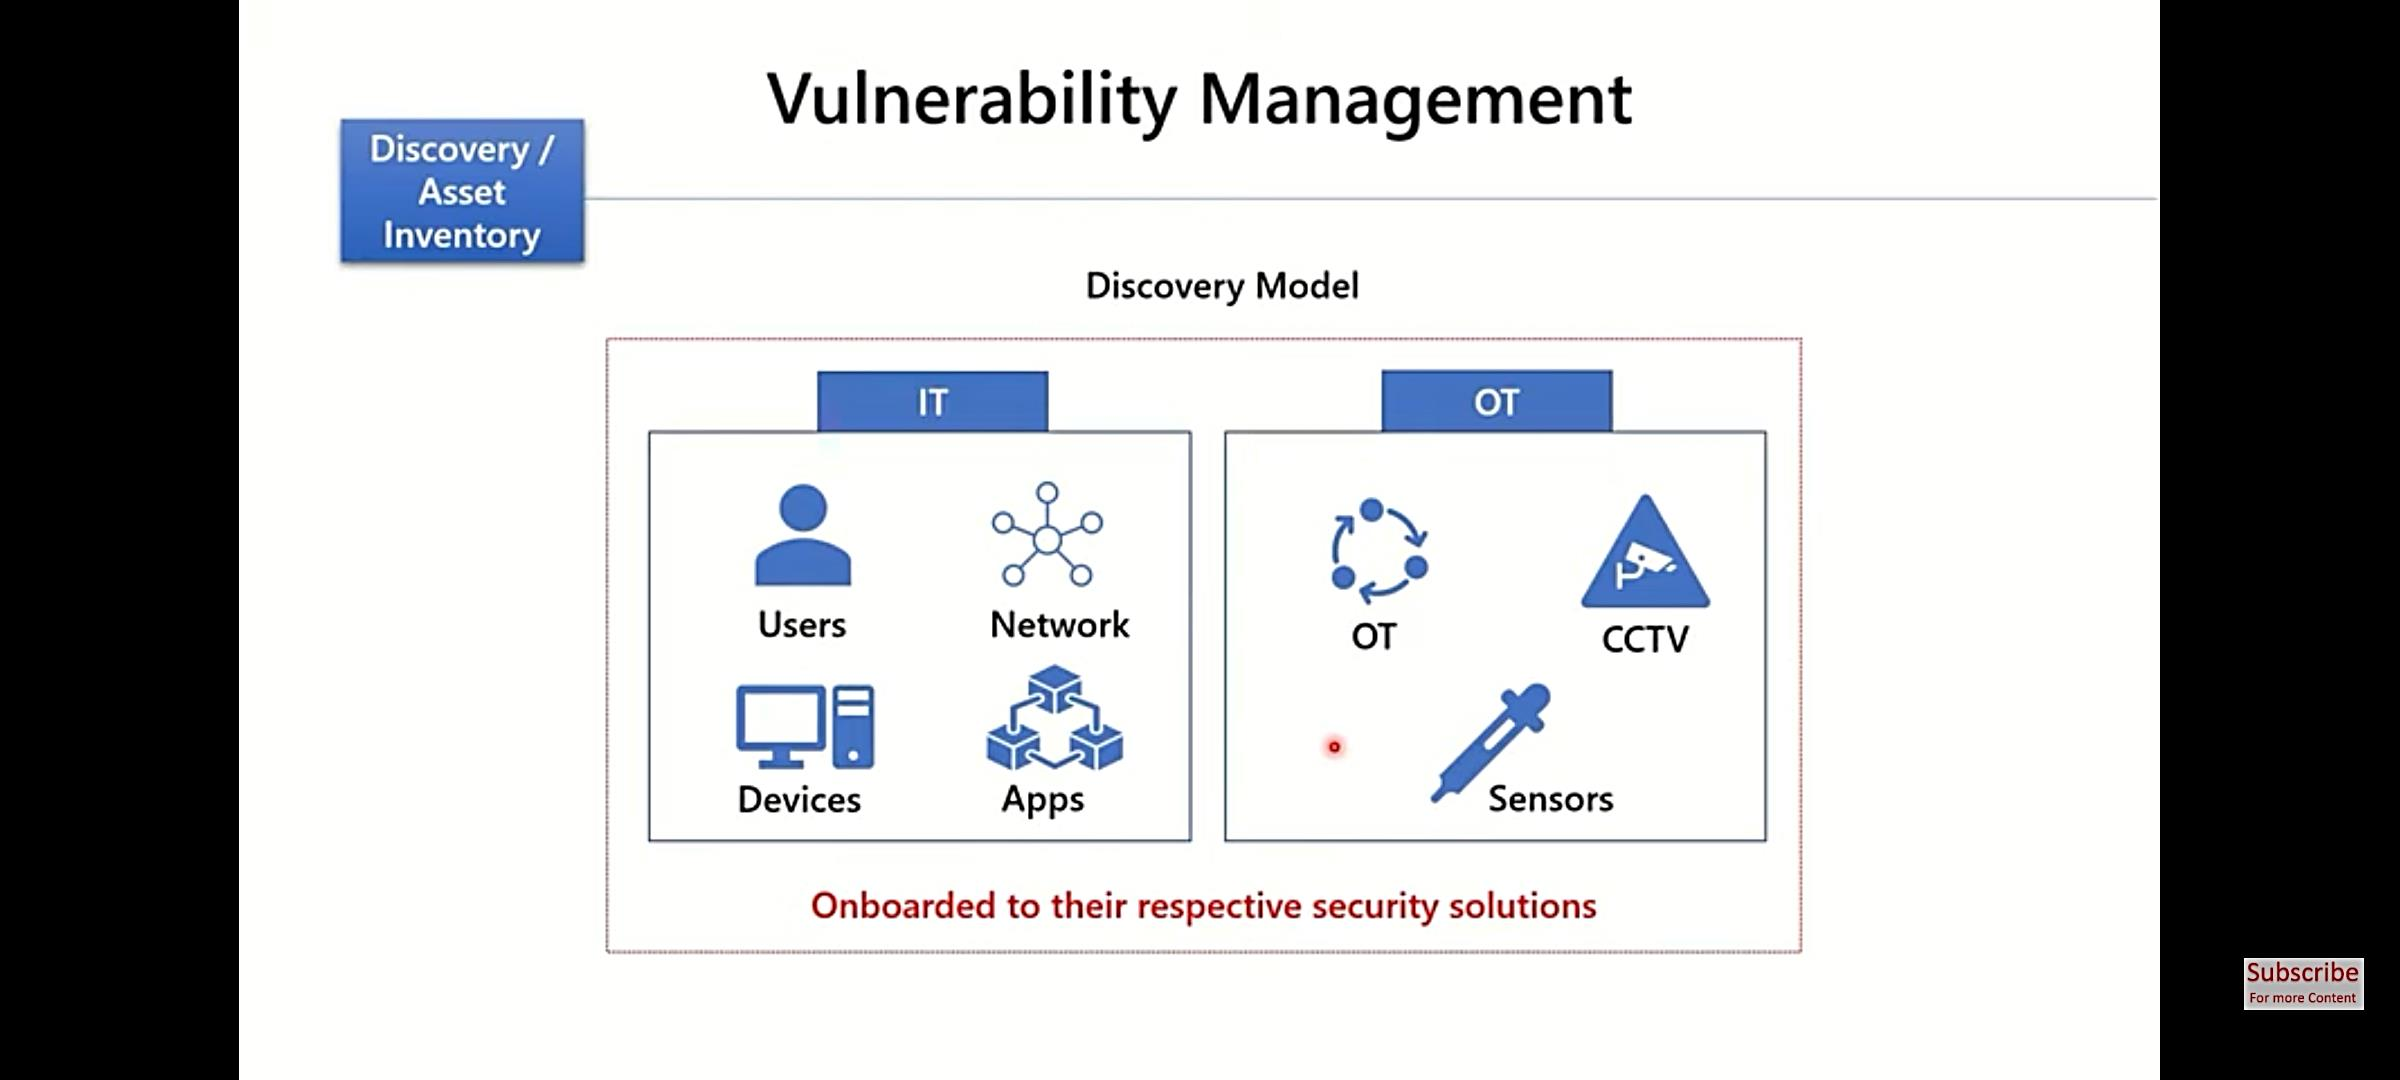 Vulnerability Management
Discovery /
Asset
Inventory
Discovery Model
IT
OT
Users
Network
OT
CCTV
Devices
Apps
Sensors
Onboarded to their respective security solutions
Subscribe
For more Content